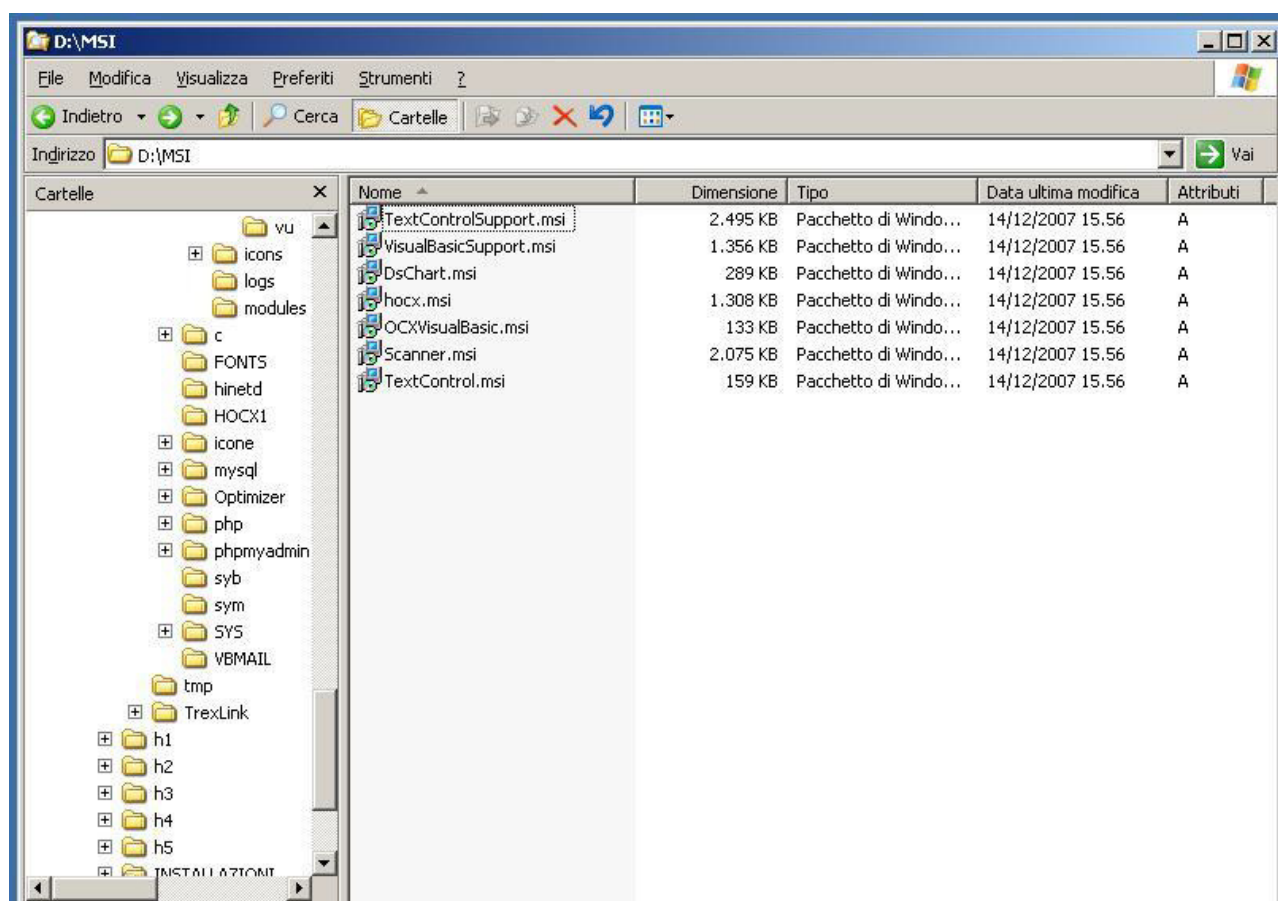 D:\MSI
File Modifica Visualizza Preferiti Strumenti ?
Indietro Cerca Cartelle
Indirizzo D:\MSI Vai
Cartelle
vu
icons
logs
modules
c
FONTS
hinetd
HOCX1
icone
mysql
Optimizer
php
phpmyadmin
syb
sym
SYS
VBMAIL
tmp
TrexLink
h1
h2
h3
h4
h5
INSTALLAZIONI
Nome Dimensione Tipo Data ultima modifica Attributi
TextControlSupport.msi 2.495 KB Pacchetto di Windo... 14/12/2007 15.56 A
VisualBasicSupport.msi 1.356 KB Pacchetto di Windo... 14/12/2007 15.56 A
DsChart.msi 289 KB Pacchetto di Windo... 14/12/2007 15.56 A
hocx.msi 1.308 KB Pacchetto di Windo... 14/12/2007 15.56 A
OCXVisualBasic.msi 133 KB Pacchetto di Windo... 14/12/2007 15.56 A
Scanner.msi 2.075 KB Pacchetto di Windo... 14/12/2007 15.56 A
TextControl.msi 159 KB Pacchetto di Windo... 14/12/2007 15.56 A